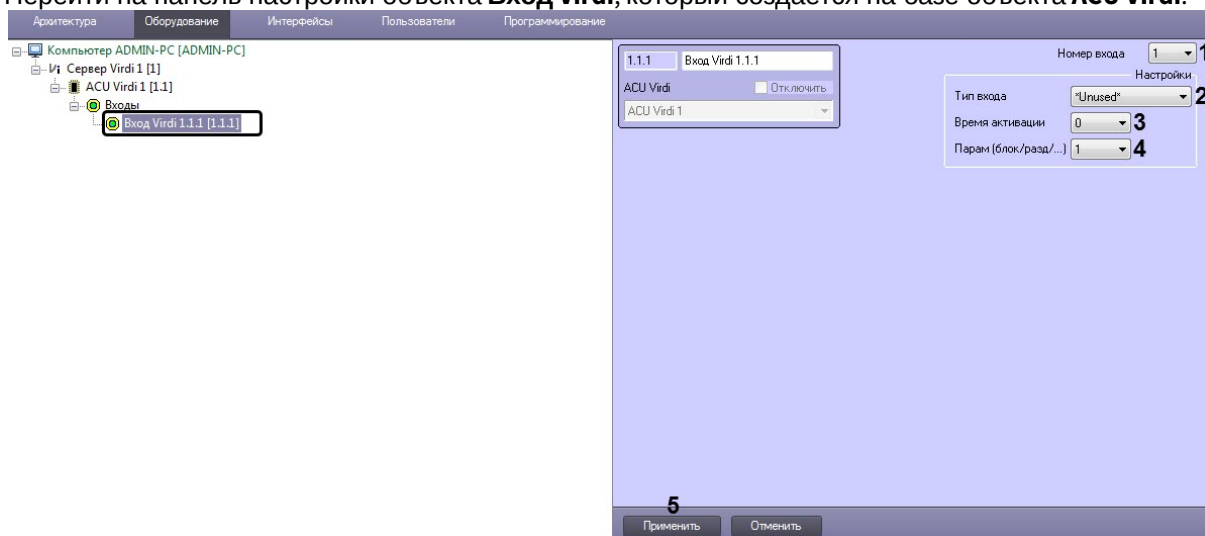 Перейти на панель настройки объекта Вход Virdi, который создается на базе объекта ACU Virdi.
Архитектура Оборудование Интерфейсы Пользователи Программирование
Компьютер ADMIN-PC [ADMIN-PC]
Сервер Virdi 1 [1]
ACU Virdi 1 [1.1]
Входы
Вход Virdi 1.1.1 [1.1.1]
1.1.1 Вход Virdi 1.1.1
ACU Virdi Отключить
ACU Virdi 1
Номер входа 1 1
Настройки
Тип входа *Unused* 2
Время активации 0 3
Парам (блок/разд/...) 1 4
5
Применить Отменить